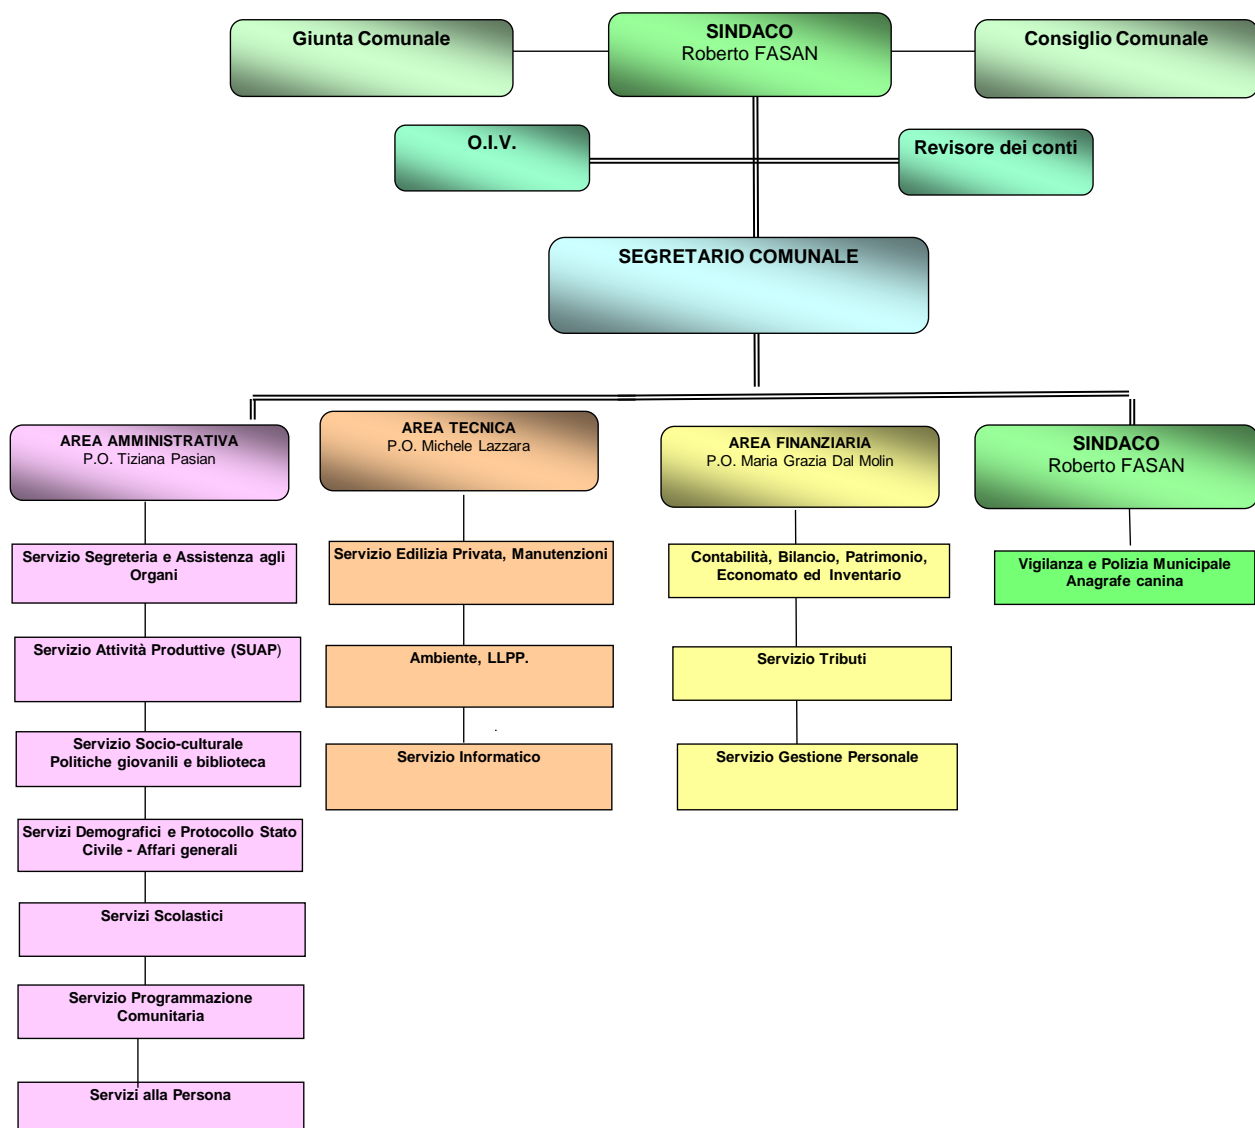 Giunta Comunale
SINDACO
Roberto FASAN
Consiglio Comunale
O.I.V.
Revisore dei conti
SEGRETARIO COMUNALE
AREA AMMINISTRATIVA
P.O. Tiziana Pasian
AREA TECNICA
P.O. Michele Lazzara
AREA FINANZIARIA
P.O. Maria Grazia Dal Molin
SINDACO
Roberto FASAN
Servizio Segreteria e Assistenza agli
Organi
Servizio Attività Produttive (SUAP)
Servizio Socio-culturale
Politiche giovanili e biblioteca
Servizi Demografici e Protocollo Stato
Civile - Affari generali
Servizi Scolastici
Servizio Programmazione
Comunitaria
Servizi alla Persona
Servizio Edilizia Privata, Manutenzioni
Ambiente, LLPP.
.
Servizio Informatico
Contabilità, Bilancio, Patrimonio,
Economato ed Inventario
Servizio Tributi
Servizio Gestione Personale
Vigilanza e Polizia Municipale
Anagrafe canina